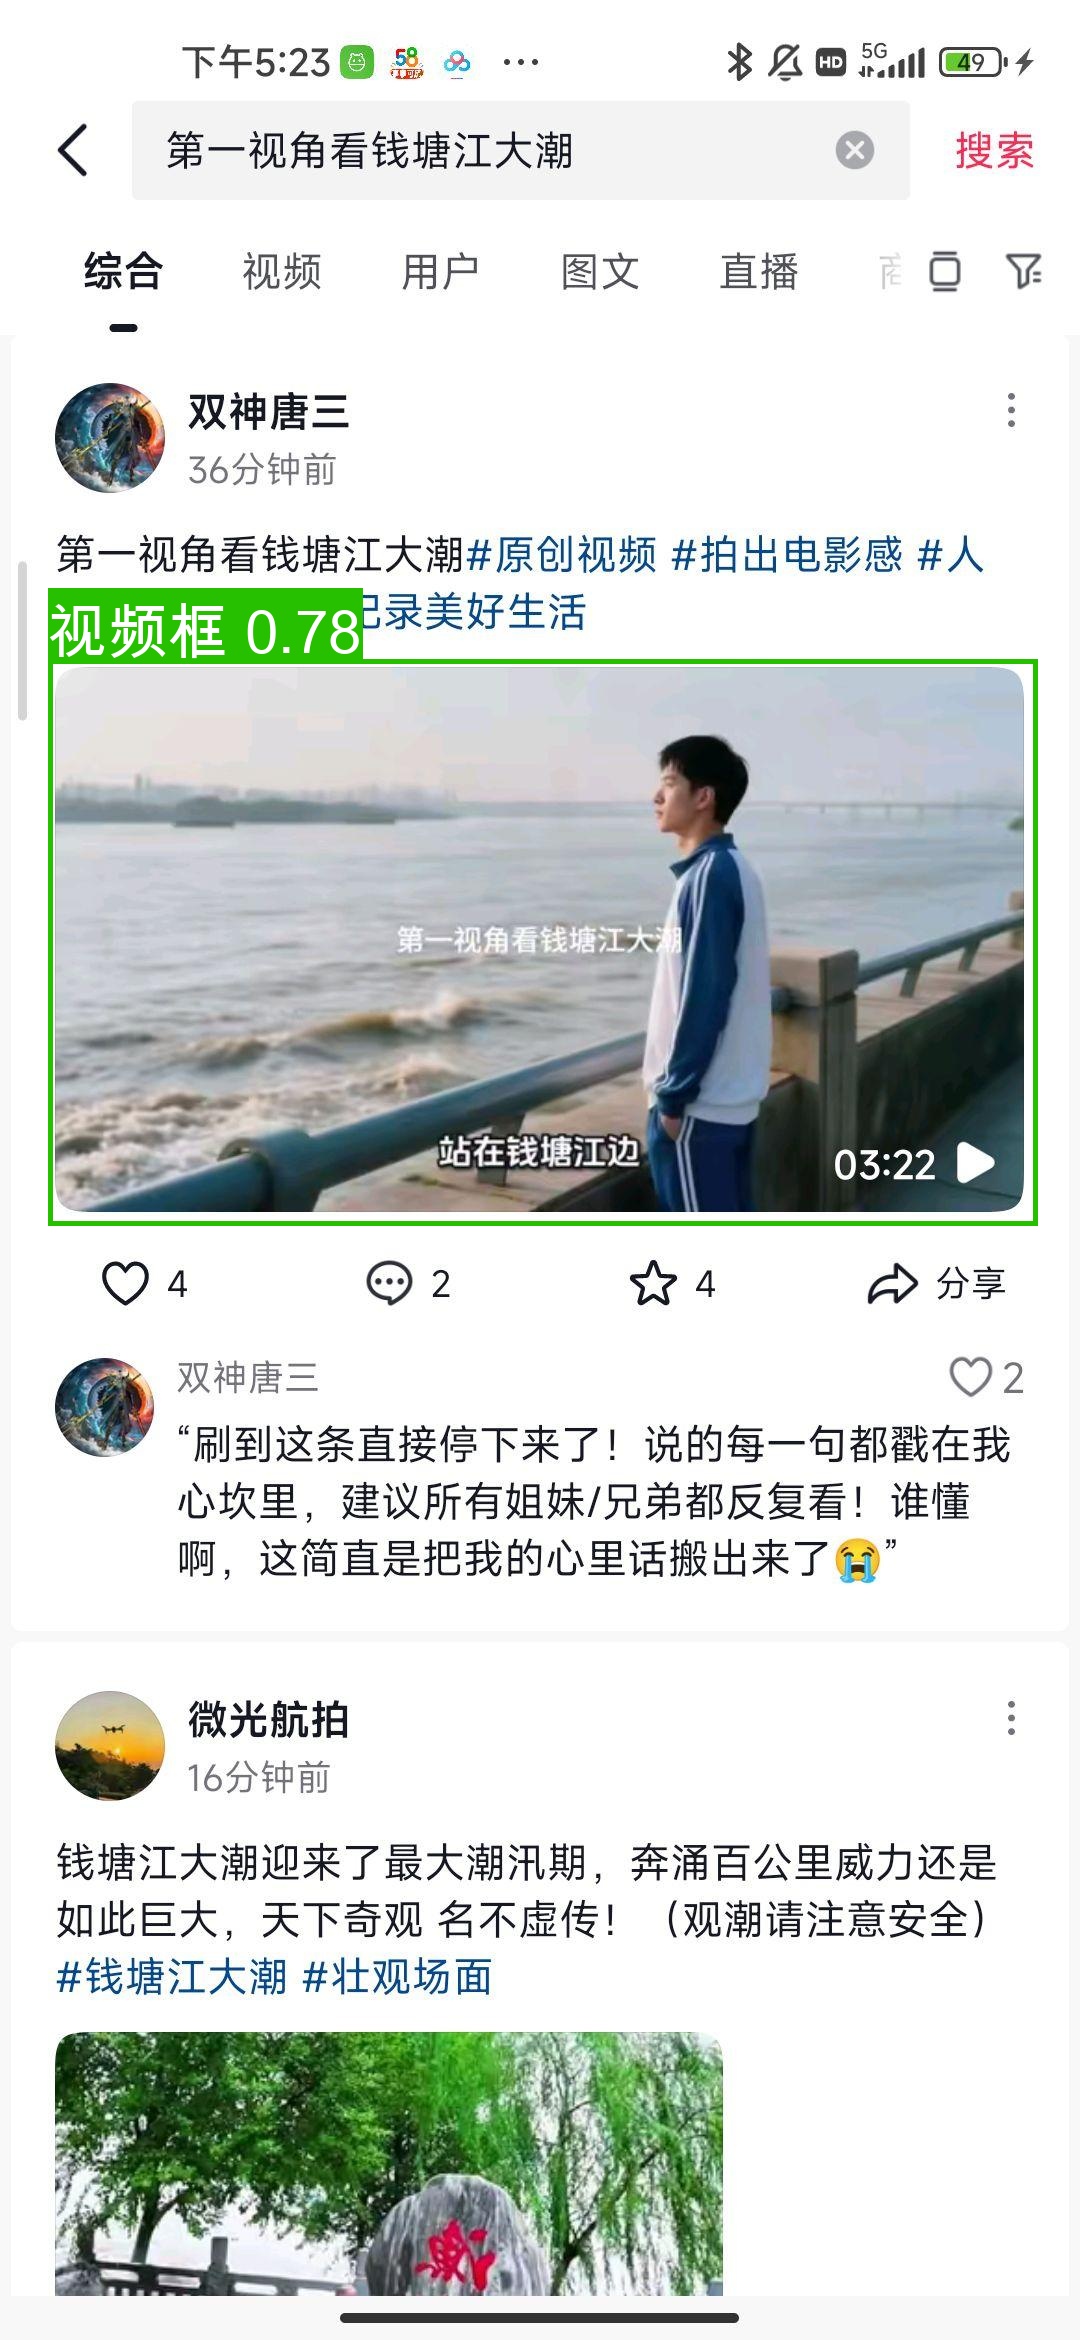 下午5:23
58
HD
5G
49
第一视角看钱塘江大潮
搜索
综合
视频
用户
图文
直播
双神唐三
36分钟前
第一视角看钱塘江大潮#原创视频 #拍出电影感 #人
记录美好生活
视频框 0.78
第一视角看钱塘江大潮
站在钱塘江边
03:22
4
2
4
分享
双神唐三
2
“刷到这条直接停下来了！说的每一句都戳在我
心坎里，建议所有姐妹/兄弟都反复看！谁懂
啊，这简直是把我的心里话搬出来了😭”
微光航拍
16分钟前
钱塘江大潮迎来了最大潮汛期，奔涌百公里威力还是
如此巨大，天下奇观 名不虚传！（观潮请注意安全）
#钱塘江大潮 #壮观场面